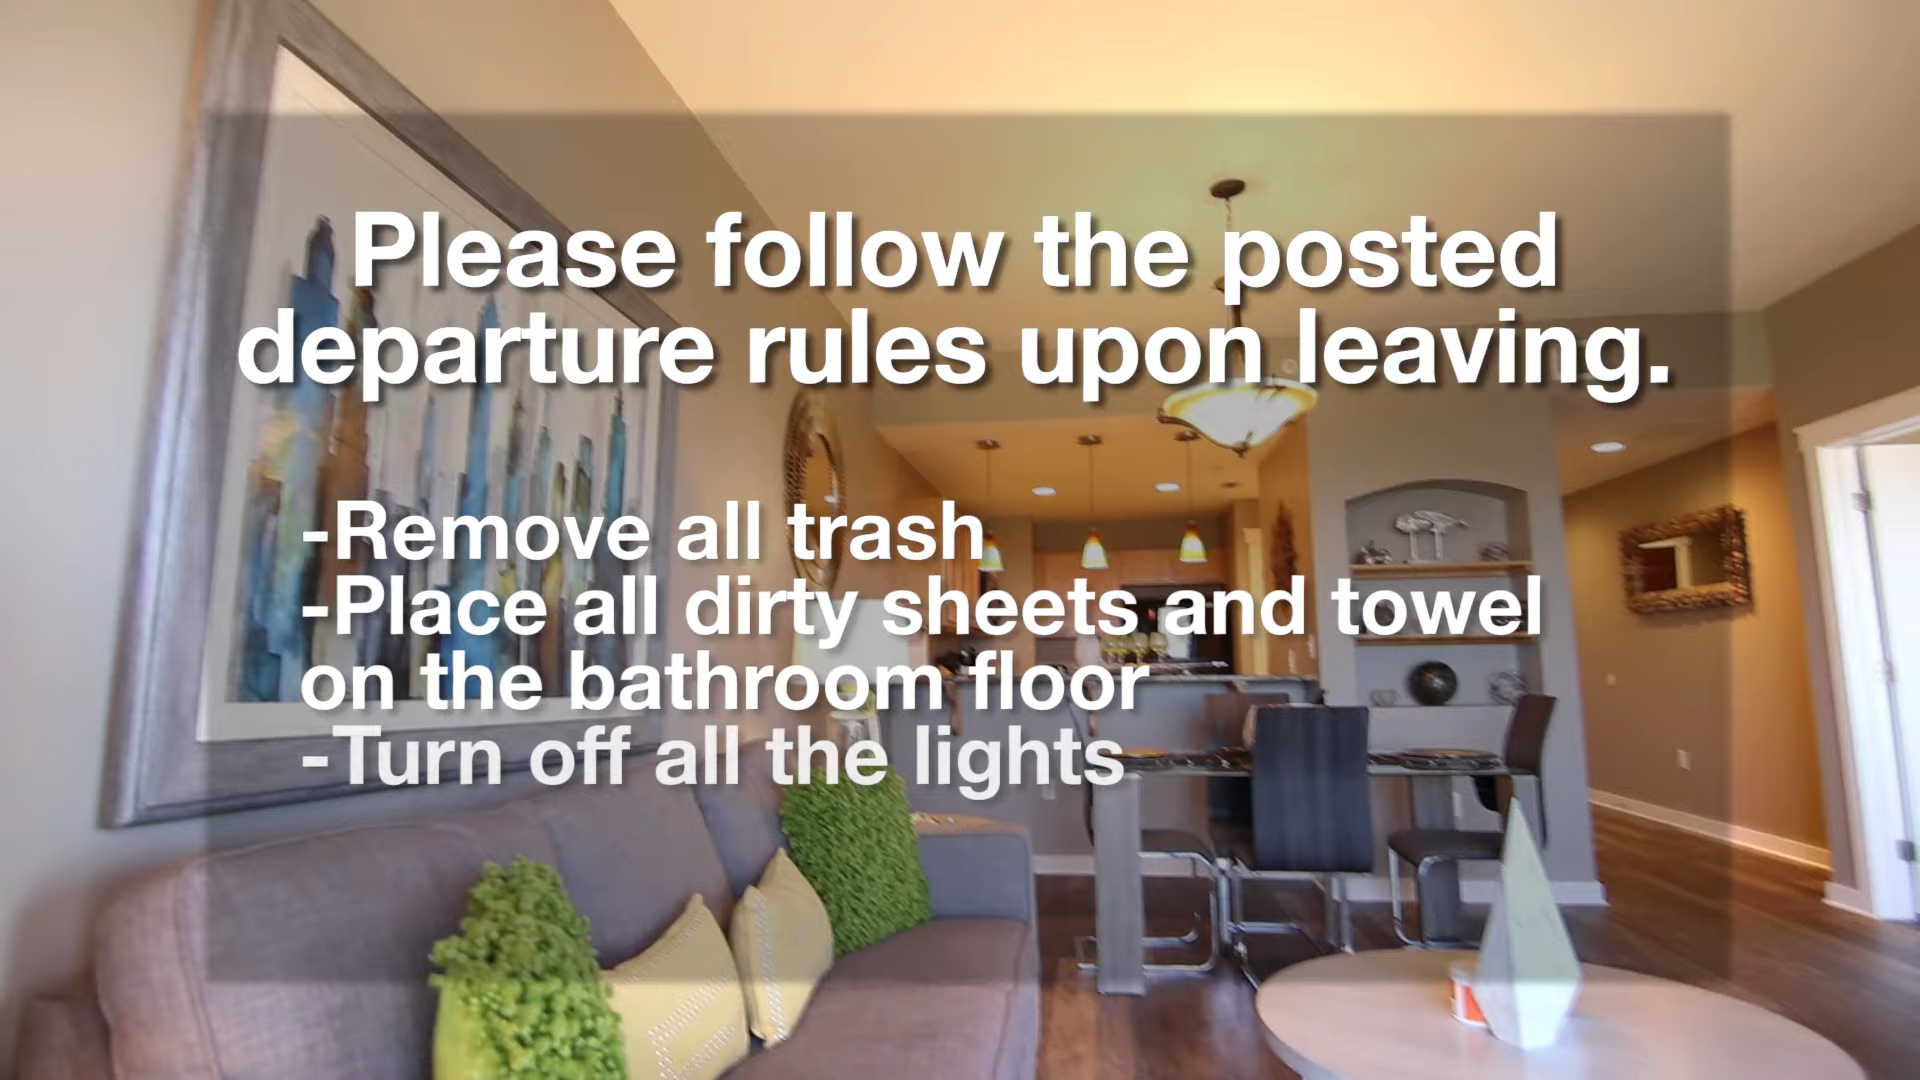 Please follow the posted
departure rules upon leaving.
-Remove all trash
-Place all dirty sheets and towel
on the bathroom floor
-Turn off all the lights